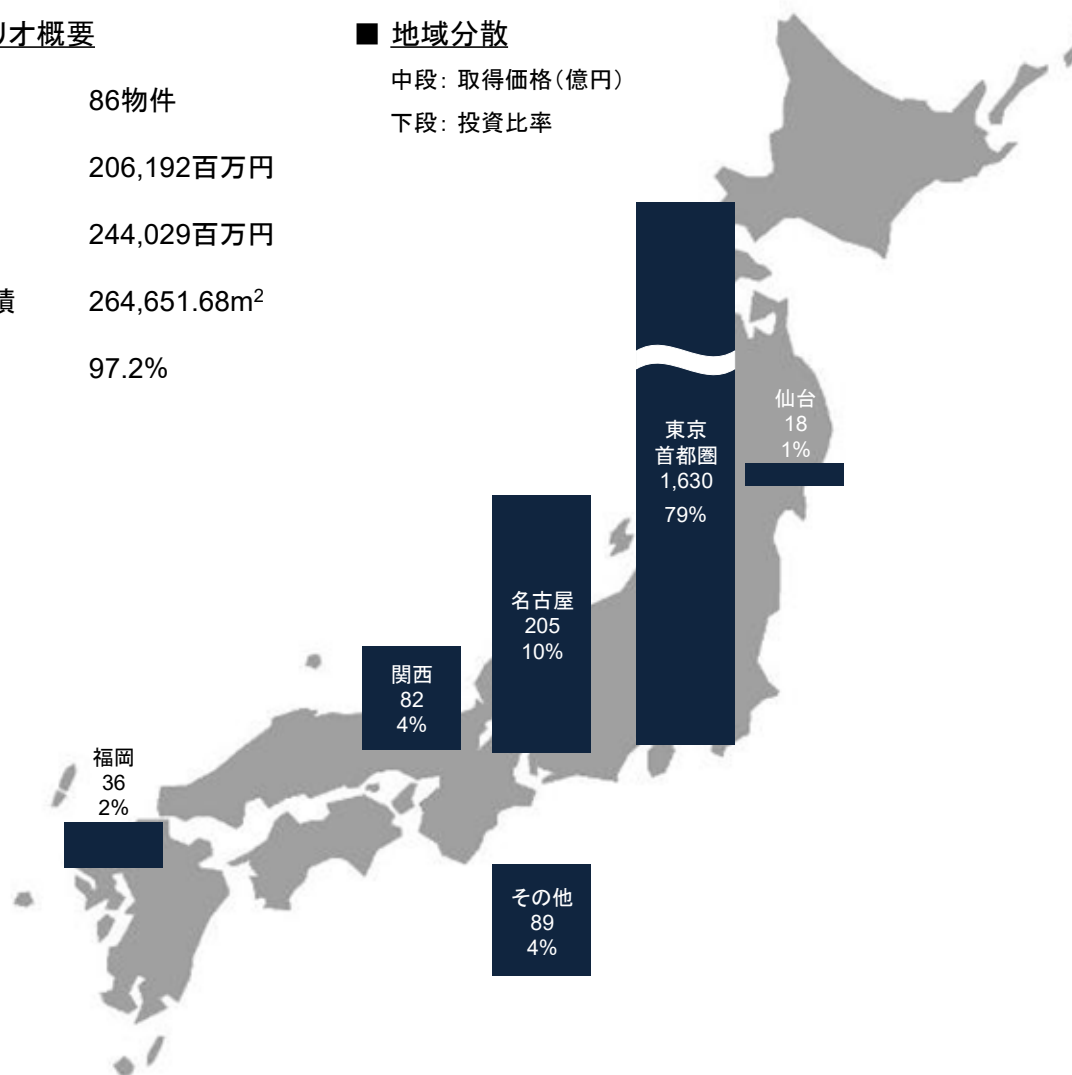 リオ概要
86物件
206,192百万円
244,029百万円
積 264,651.68m²
97.2%
■ 地域分散
中段: 取得価格(億円)
下段: 投資比率
仙台
18
1%
東京
首都圏
1,630
79%
名古屋
205
10%
関西
82
4%
福岡
36
2%
その他
89
4%